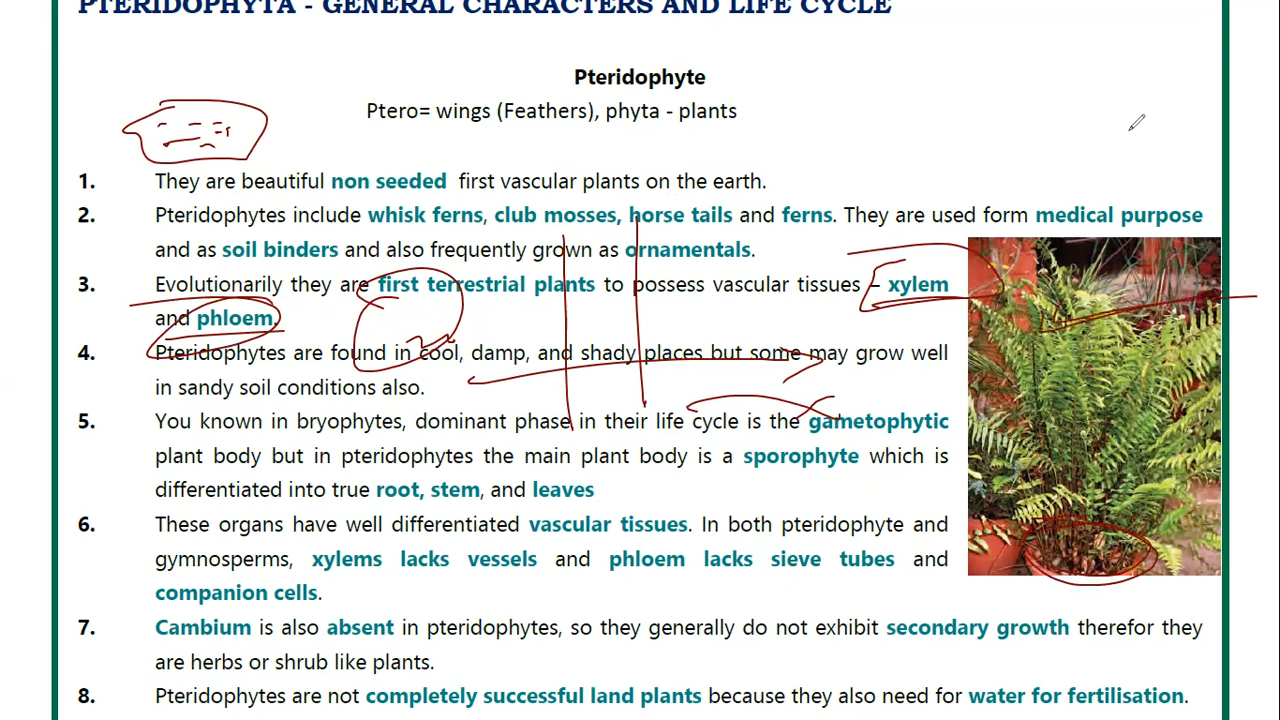 PTERIDOPHYTA - GENERAL CHARACTERS AND LIFE CYCLE
Pteridophyte
Ptero= wings (Feathers), phyta - plants
1. They are beautiful non seeded first vascular plants on the earth.
2. Pteridophytes include whisk ferns, club mosses, horse tails and ferns. They are used form medical purpose
and as soil binders and also frequently grown as ornamentals.
3. Evolutionarily they are first terrestrial plants to possess vascular tissues – xylem
and phloem.
4. Pteridophytes are found in cool, damp, and shady places but some may grow well
in sandy soil conditions also.
5. You known in bryophytes, dominant phase in their life cycle is the gametophytic
plant body but in pteridophytes the main plant body is a sporophyte which is
differentiated into true root, stem, and leaves
6. These organs have well differentiated vascular tissues. In both pteridophyte and
gymnosperms, xylems lacks vessels and phloem lacks sieve tubes and
companion cells.
7. Cambium is also absent in pteridophytes, so they generally do not exhibit secondary growth therefor they
are herbs or shrub like plants.
8. Pteridophytes are not completely successful land plants because they also need for water for fertilisation.